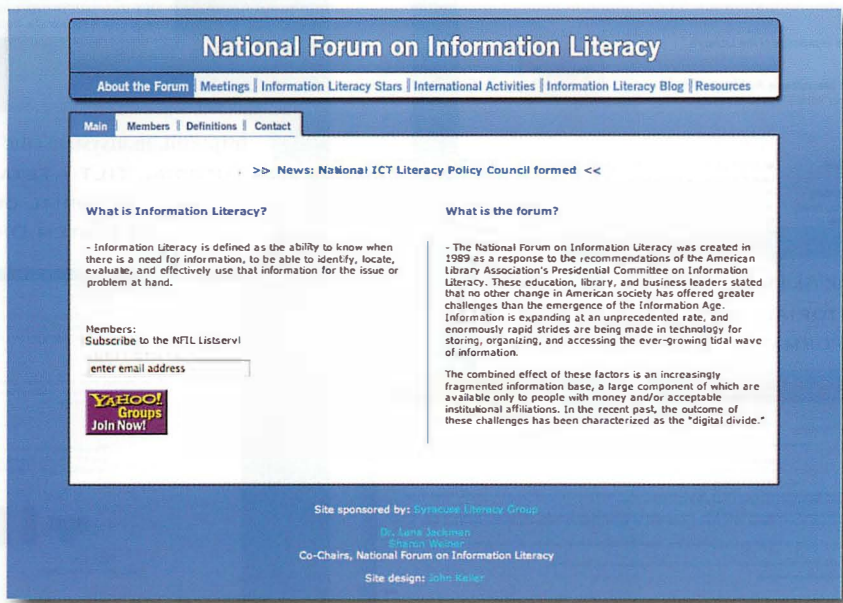 National Forum on Information Literacy
About the Forum Meetings Information Literacy Stars International Activities Information Literacy Blog Resources
Main Members Definitions Contact
>> News: National ICT Literacy Policy Council formed <<
What is Information Literacy?
- Information Literacy is defined as the ability to know when
there is a need for information, to be able to identify, locate,
evaluate, and effectively use that information for the issue or
problem at hand.
Members:
Subscribe to the NFIL Listserv!
enter email address
YAHOO!
Groups
Join Now!
What is the forum?
- The National Forum on Information Literacy was created in
1989 as a response to the recommendations of the American
Library Association's Presidential Committee on Information
Literacy. These education, library, and business leaders stated
that no other change in American society has offered greater
challenges than the emergence of the Information Age.
Information is expanding at an unprecedented rate, and
enormously rapid strides are being made in technology for
storing, organizing, and accessing the ever-growing tidal wave
of information.
The combined effect of these factors is an increasingly
fragmented information base, a large component of which are
available only to people with money and/or acceptable
institutional affiliations. In the recent past, the outcome of
these challenges has been characterized as the "digital divide."
Site sponsored by: Syracuse Literacy Group
Dr. Lana Jackman
Sharon Weiner
Co-Chairs, National Forum on Information Literacy
Site design: John Keller